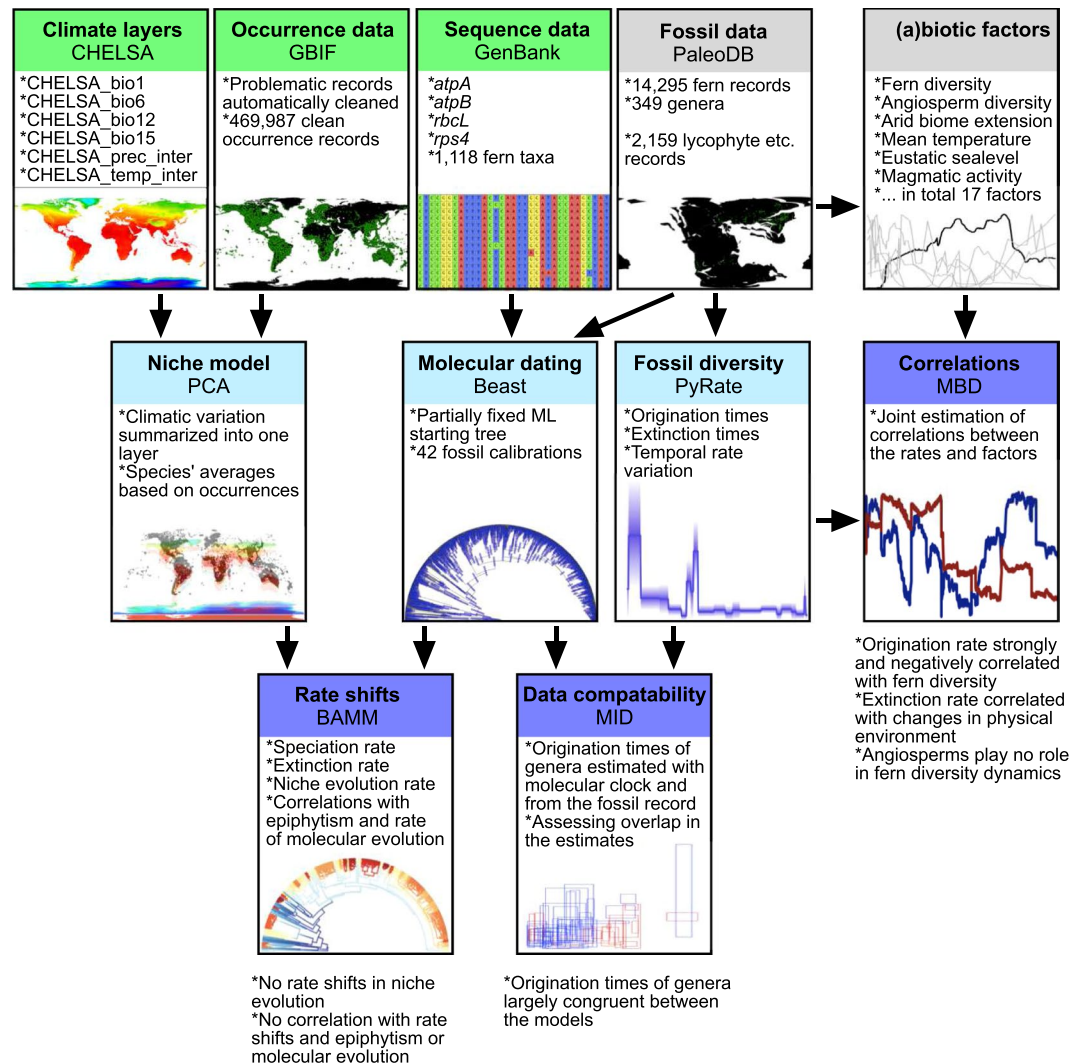 Climate layers
CHELSA
*CHELSA_bio1
*CHELSA_bio6
*CHELSA_bio12
*CHELSA_bio15
*CHELSA_prec_inter
*CHELSA_temp_inter
Occurrence data
GBIF
*Problematic records
automatically cleaned
*469,987 clean
occurrence records
Sequence data
GenBank
*atpA
*atpB
*rbcL
*rps4
*1,118 fern taxa
Fossil data
PaleoDB
*14,295 fern records
*349 genera
*2,159 lycophyte etc.
records
(a)biotic factors
*Fern diversity
*Angiosperm diversity
*Arid biome extension
*Mean temperature
*Eustatic sealevel
*Magmatic activity
*... in total 17 factors
Niche model
PCA
*Climatic variation
summarized into one
layer
*Species' averages
based on occurrences
Molecular dating
Beast
*Partially fixed ML
starting tree
*42 fossil calibrations
Fossil diversity
PyRate
*Origination times
*Extinction times
*Temporal rate
variation
Correlations
MBD
*Joint estimation of
correlations between
the rates and factors
*Origination rate strongly
and negatively correlated
with fern diversity
*Extinction rate correlated
with changes in physical
environment
*Angiosperms play no role
in fern diversity dynamics
Rate shifts
BAMM
*Speciation rate
*Extinction rate
*Niche evolution rate
*Correlations with
epiphytism and rate
of molecular evolution
Data compatability
MID
*Origination times of
genera estimated with
molecular clock and
from the fossil record
*Assessing overlap in
the estimates
*No rate shifts in niche
evolution
*No correlation with rate
shifts and epiphytism or
molecular evolution
*Origination times of genera
largely congruent between
the models